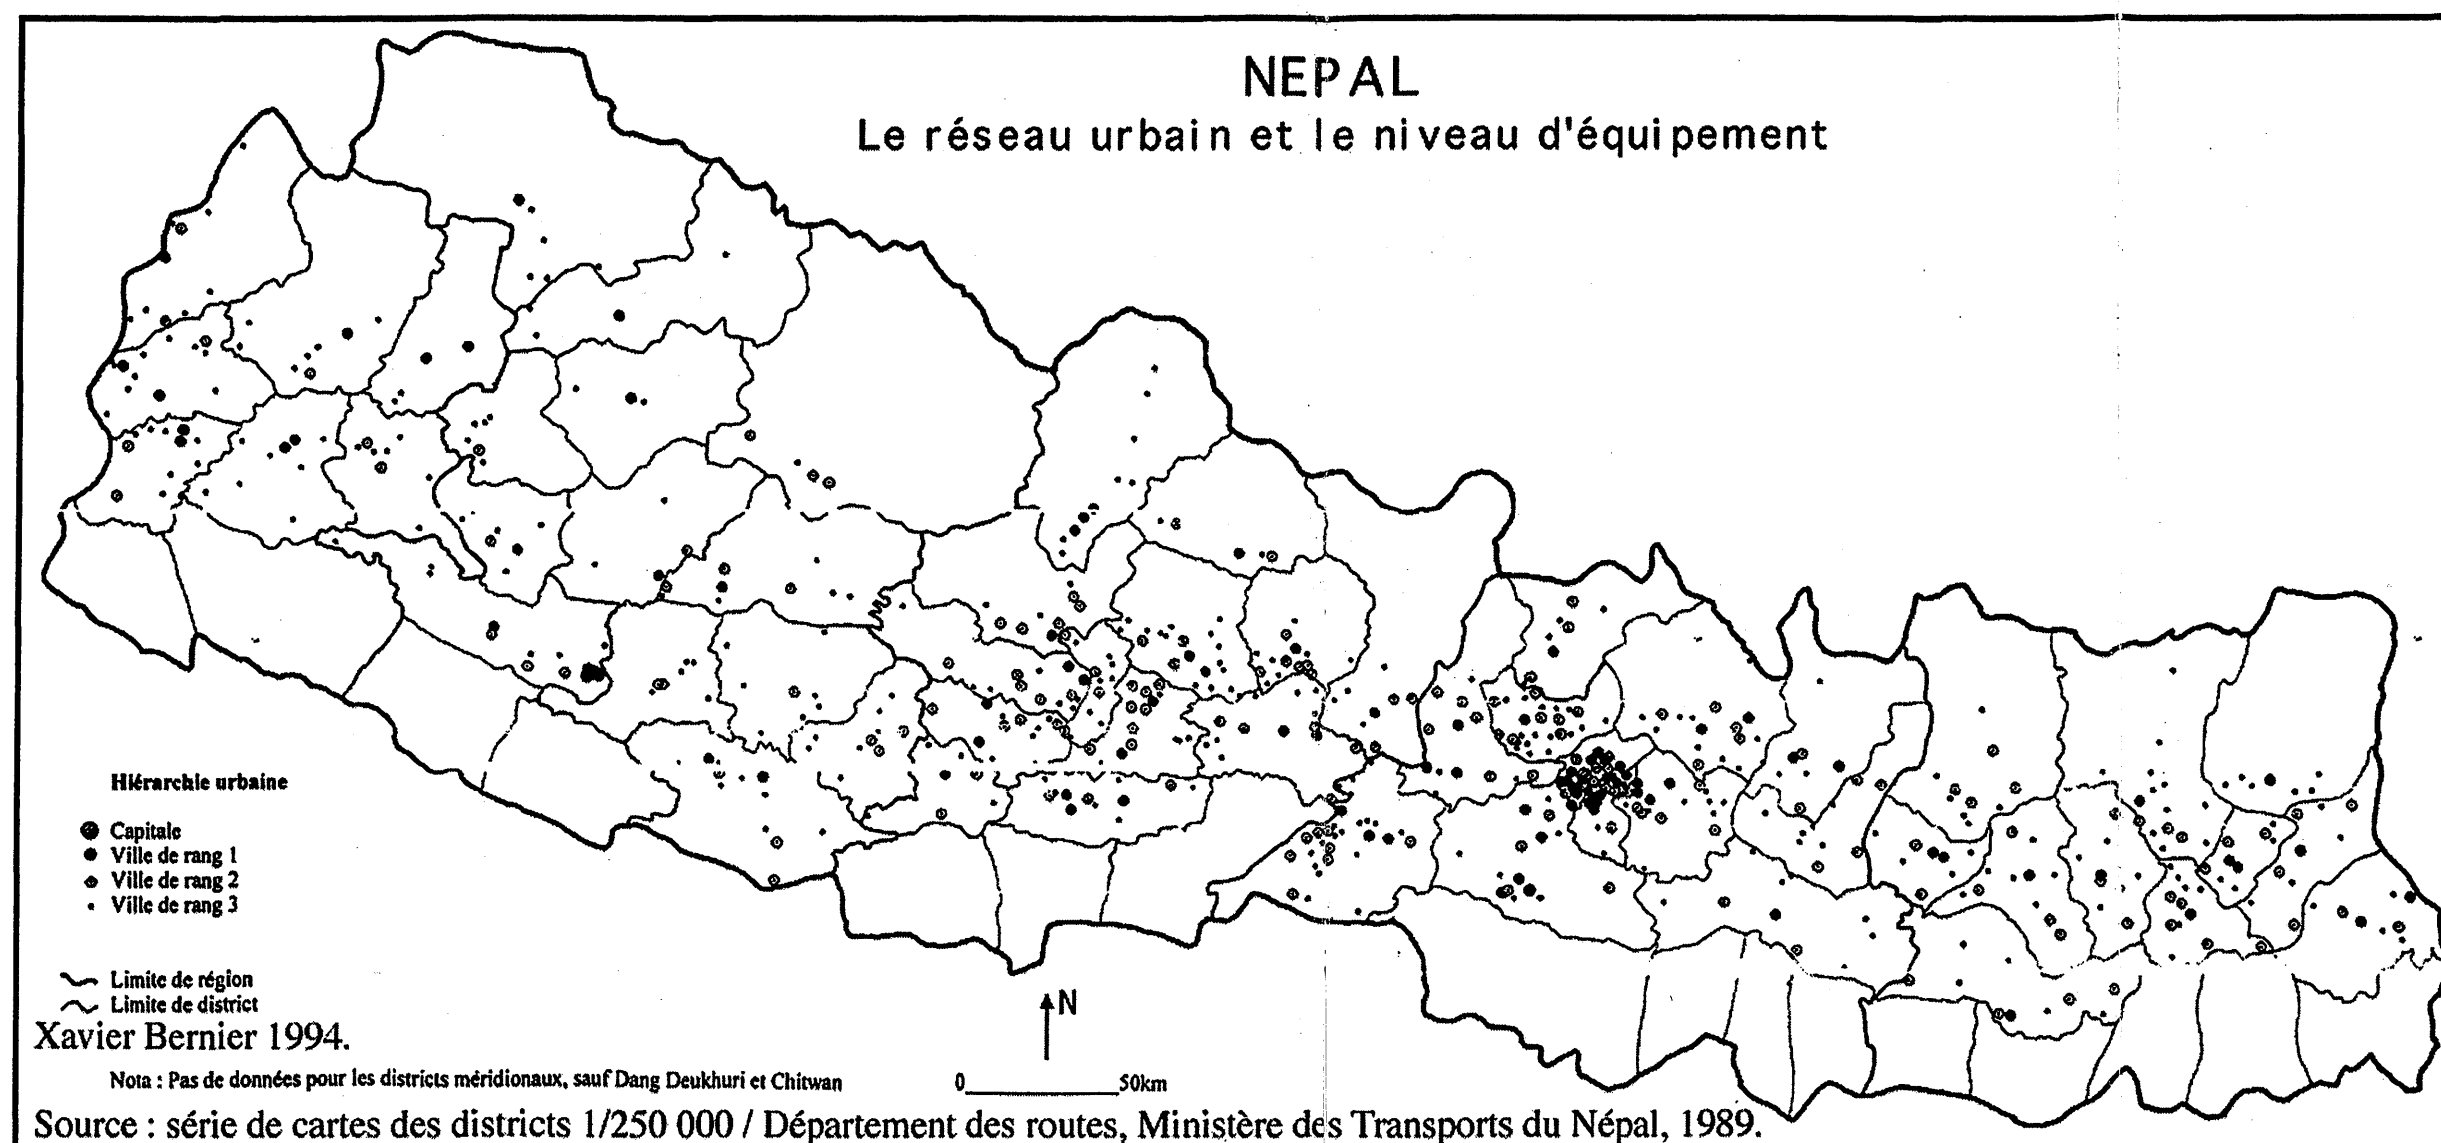 NEPAL
Le réseau urbain et le niveau d'équipement
Hiérarchie urbaine
Capitale
Ville de rang 1
Ville de rang 2
Ville de rang 3
Limite de région
Limite de district
Xavier Bernier 1994.
N
Nota : Pas de données pour les districts méridionaux, sauf Dang Deukhuri et Chitwan
0 50km
Source : série de cartes des districts 1/250 000 / Département des routes, Ministère des Transports du Népal, 1989.